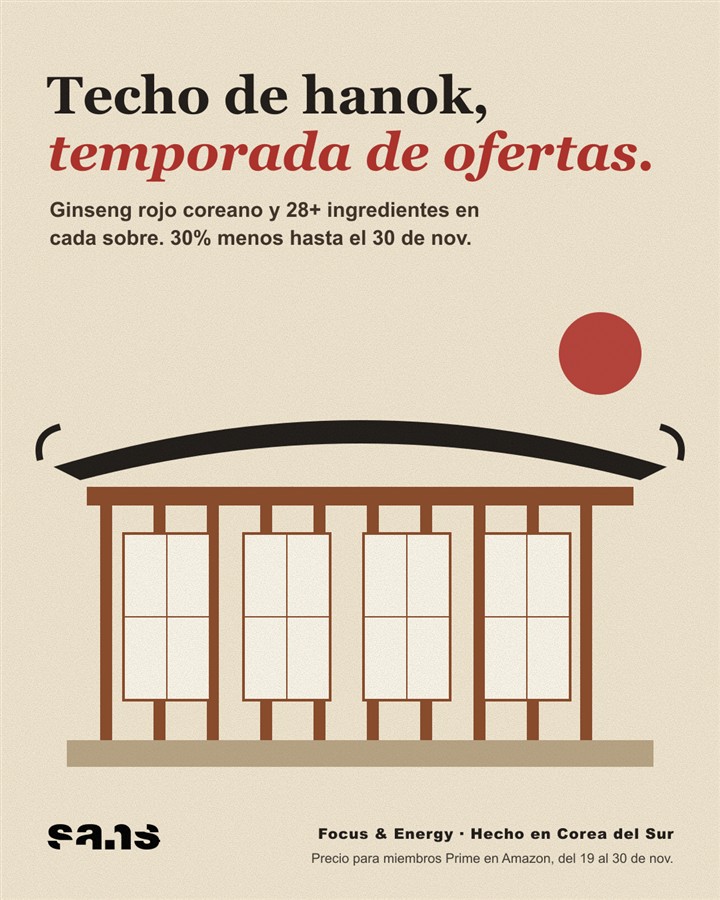 Techo de hanok,
temporada de ofertas.
Ginseng rojo coreano y 28+ ingredientes en
cada sobre. 30% menos hasta el 30 de nov.
sans
Focus & Energy · Hecho en Corea del Sur
Precio para miembros Prime en Amazon, del 19 al 30 de nov.